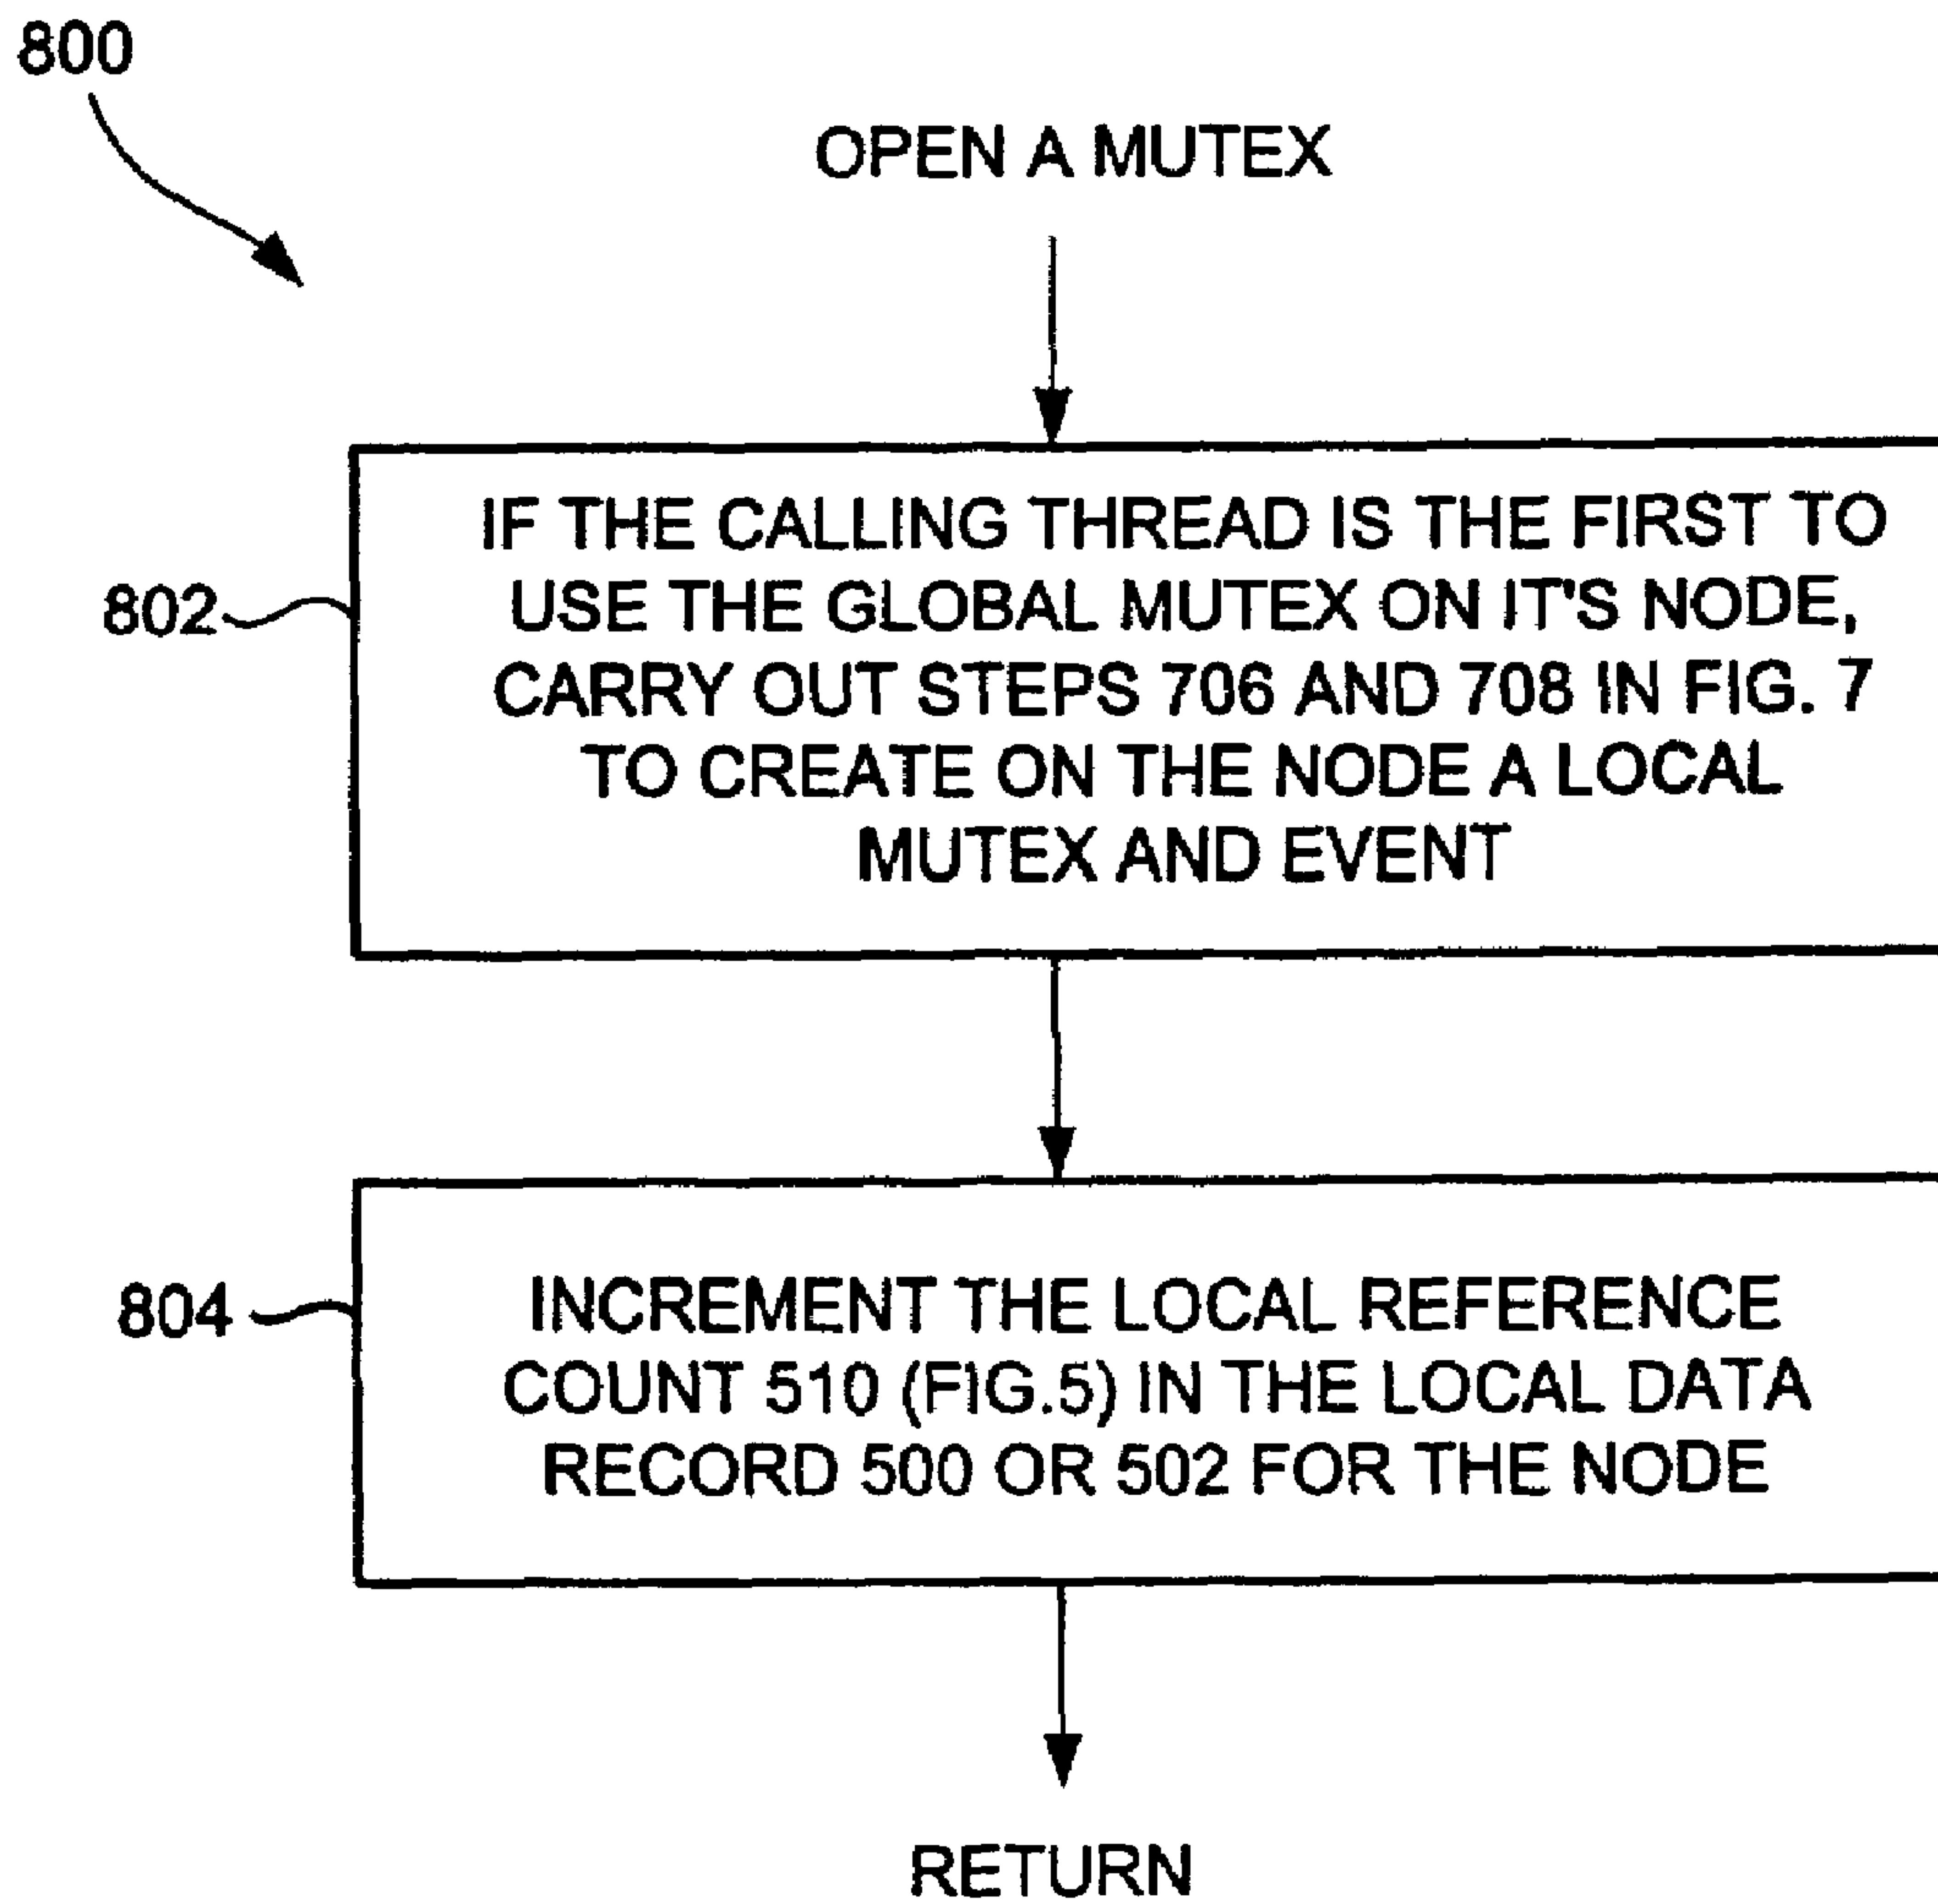 800
OPEN A MUTEX
802
IF THE CALLING THREAD IS THE FIRST TO
USE THE GLOBAL MUTEX ON IT'S NODE,
CARRY OUT STEPS 706 AND 708 IN FIG. 7
TO CREATE ON THE NODE A LOCAL
MUTEX AND EVENT
804
INCREMENT THE LOCAL REFERENCE
COUNT 510 (FIG.5) IN THE LOCAL DATA
RECORD 500 OR 502 FOR THE NODE
RETURN